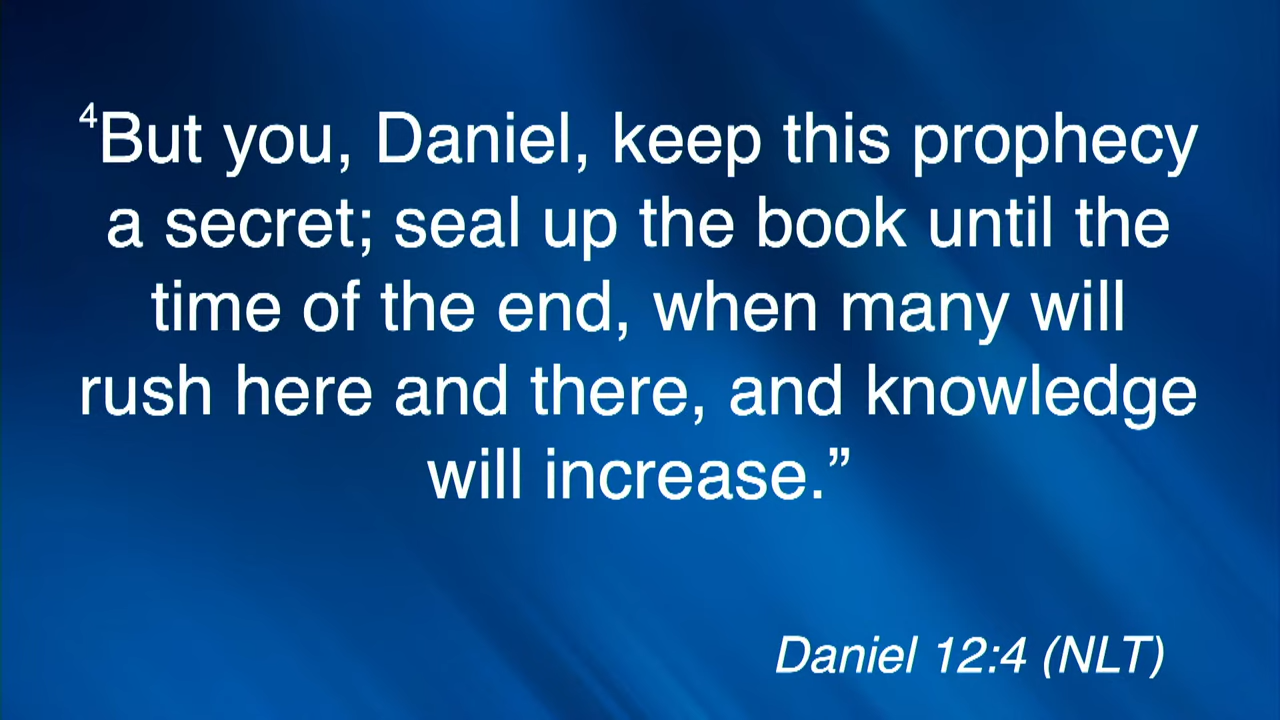 ⁴But you, Daniel, keep this prophecy
a secret; seal up the book until the
time of the end, when many will
rush here and there, and knowledge
will increase.”
Daniel 12:4 (NLT)